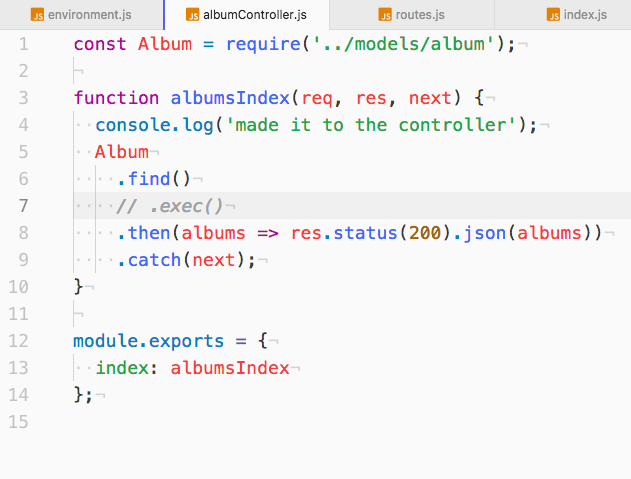 JS environment.js JS albumController.js JS routes.js JS index.js
1 const Album = require('../models/album');¬
2 ¬
3 function albumsIndex(req, res, next) {¬
4 ··console.log('made it to the controller');¬
5 ··Album¬
6 ····.find()¬
7 ····// .exec()¬
8 ····.then(albums => res.status(200).json(albums))¬
9 ····.catch(next);¬
10 }¬
11 ¬
12 module.exports = {¬
13 ··index: albumsIndex¬
14 };¬
15